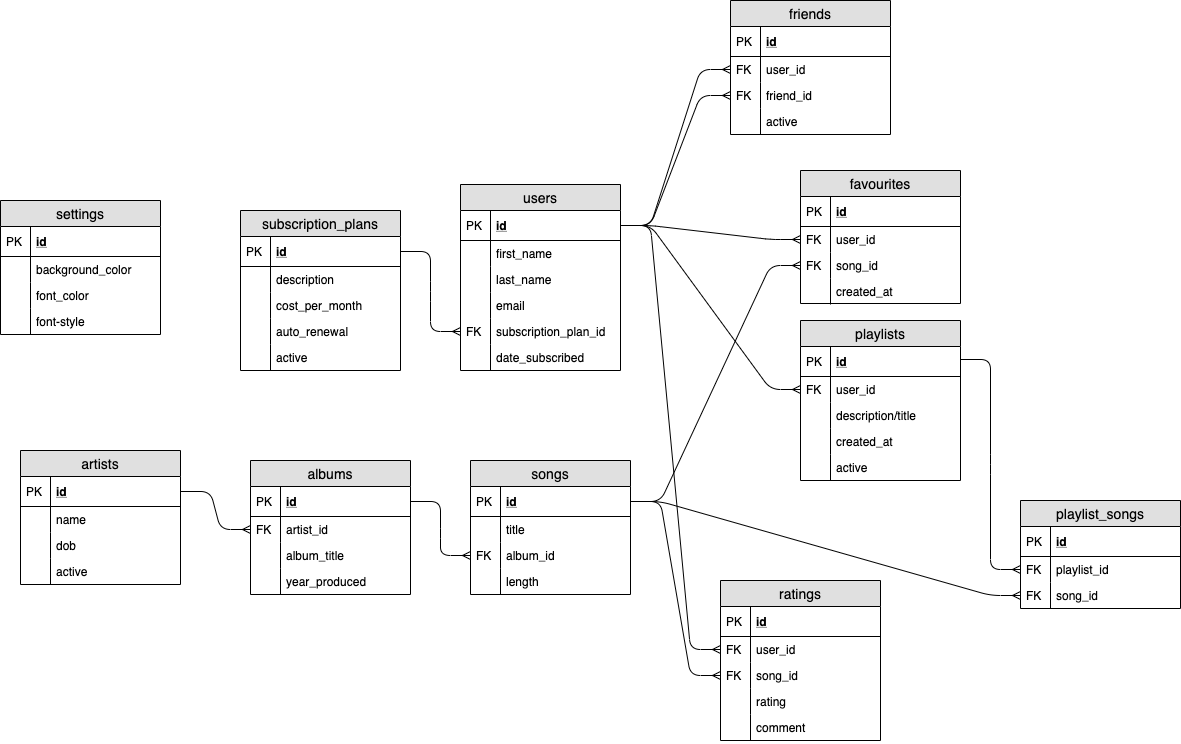 friends
PK id
FK user_id
FK friend_id
active
favourites
PK id
FK user_id
FK song_id
created_at
users
PK id
first_name
last_name
email
FK subscription_plan_id
date_subscribed
settings
PK id
background_color
font_color
font-style
subscription_plans
PK id
description
cost_per_month
auto_renewal
active
playlists
PK id
FK user_id
description/title
created_at
active
artists
PK id
name
dob
active
albums
PK id
FK artist_id
album_title
year_produced
songs
PK id
title
FK album_id
length
playlist_songs
PK id
FK playlist_id
FK song_id
ratings
PK id
FK user_id
FK song_id
rating
comment